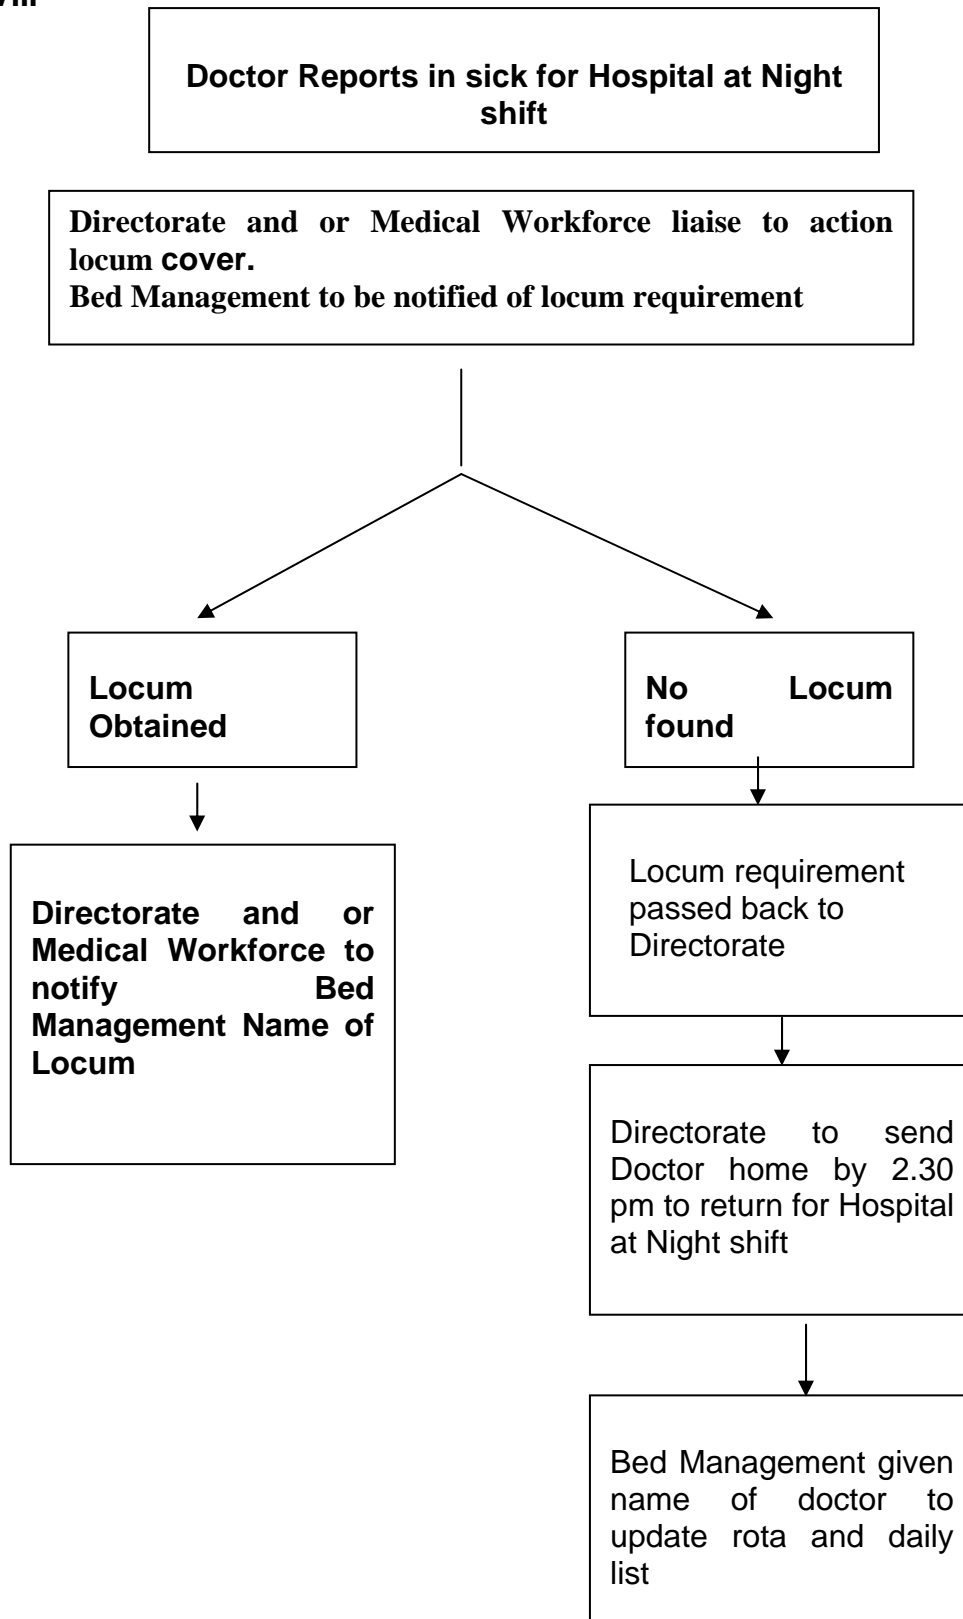 Doctor Reports in sick for Hospital at Night
shift
Directorate and or Medical Workforce liaise to action
locum cover.
Bed Management to be notified of locum requirement
Locum
Obtained
No Locum
found
Directorate and or
Medical Workforce to
notify Bed
Management Name of
Locum
Locum requirement
passed back to
Directorate
Directorate to send
Doctor home by 2.30
pm to return for Hospital
at Night shift
Bed Management given
name of doctor to
update rota and daily
list